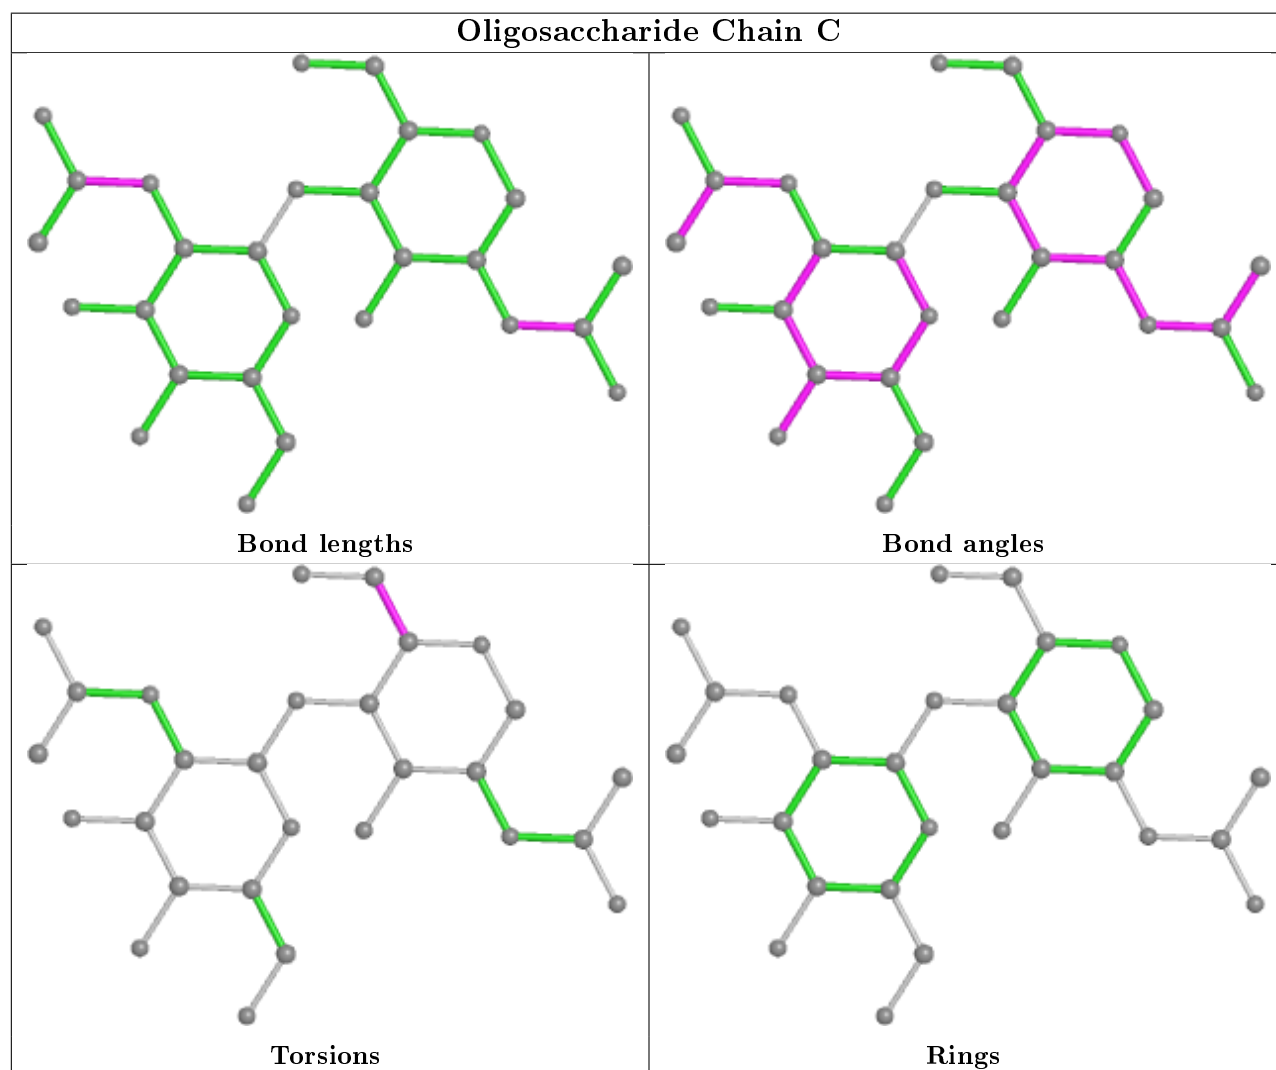 Oligosaccharide Chain C
Bond lengths
Bond angles
Torsions
Rings